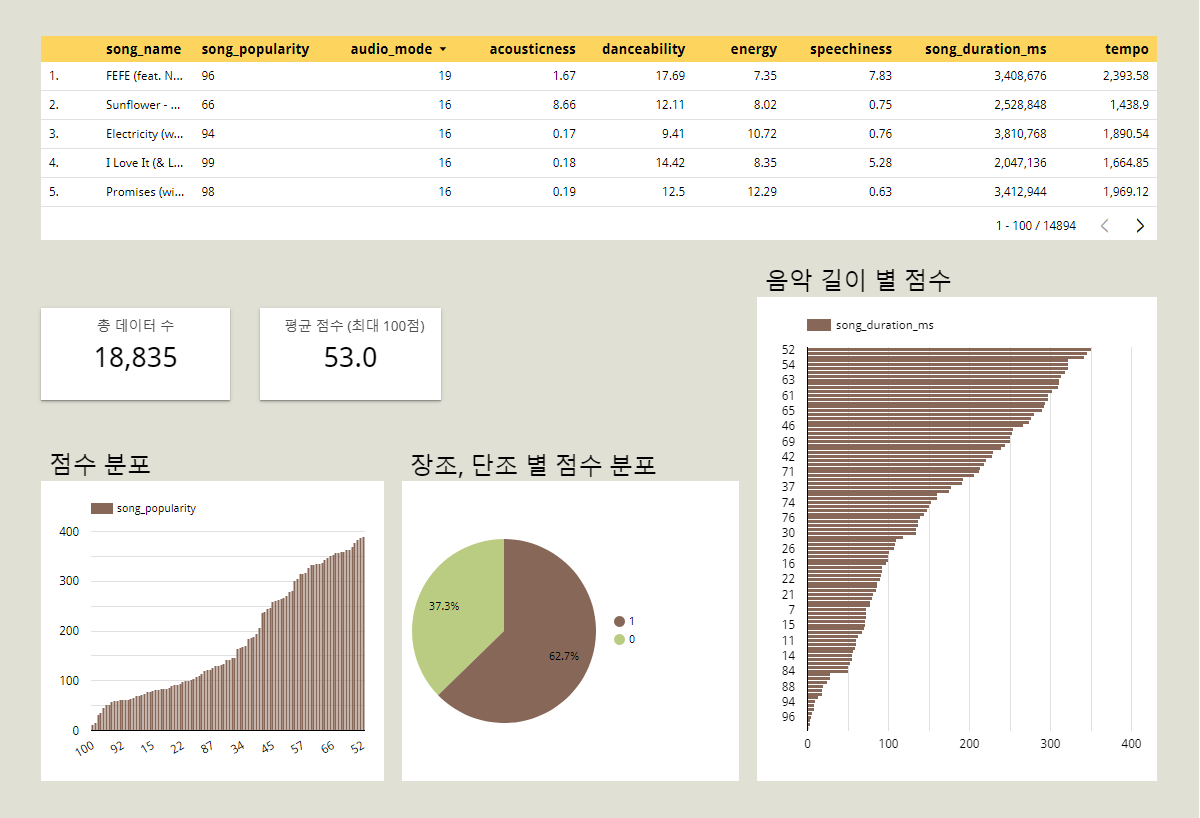 song_name song_popularity audio_mode acousticness danceability energy speechiness song_duration_ms tempo
1. FEFE (feat. N... 96 19 1.67 17.69 7.35 7.83 3,408,676 2,393.58
2. Sunflower - ... 66 16 8.66 12.11 8.02 0.75 2,528,848 1,438.9
3. Electricity (w... 94 16 0.17 9.41 10.72 0.76 3,810,768 1,890.54
4. I Love It (& L... 99 16 0.18 14.42 8.35 5.28 2,047,136 1,664.85
5. Promises (wi... 98 16 0.19 12.5 12.29 0.63 3,412,944 1,969.12
1 - 100 / 14894
총 데이터 수
18,835
평균 점수 (최대 100점)
53.0
점수 분포
song_popularity
400
300
200
100
0
100 92 15 22 87 34 45 57 66 52
장조, 단조 별 점수 분포
37.3%
62.7%
1
0
음악 길이 별 점수
song_duration_ms
52
54
63
61
65
46
69
42
71
37
74
76
30
26
16
22
21
7
15
11
14
84
88
94
96
0 100 200 300 400